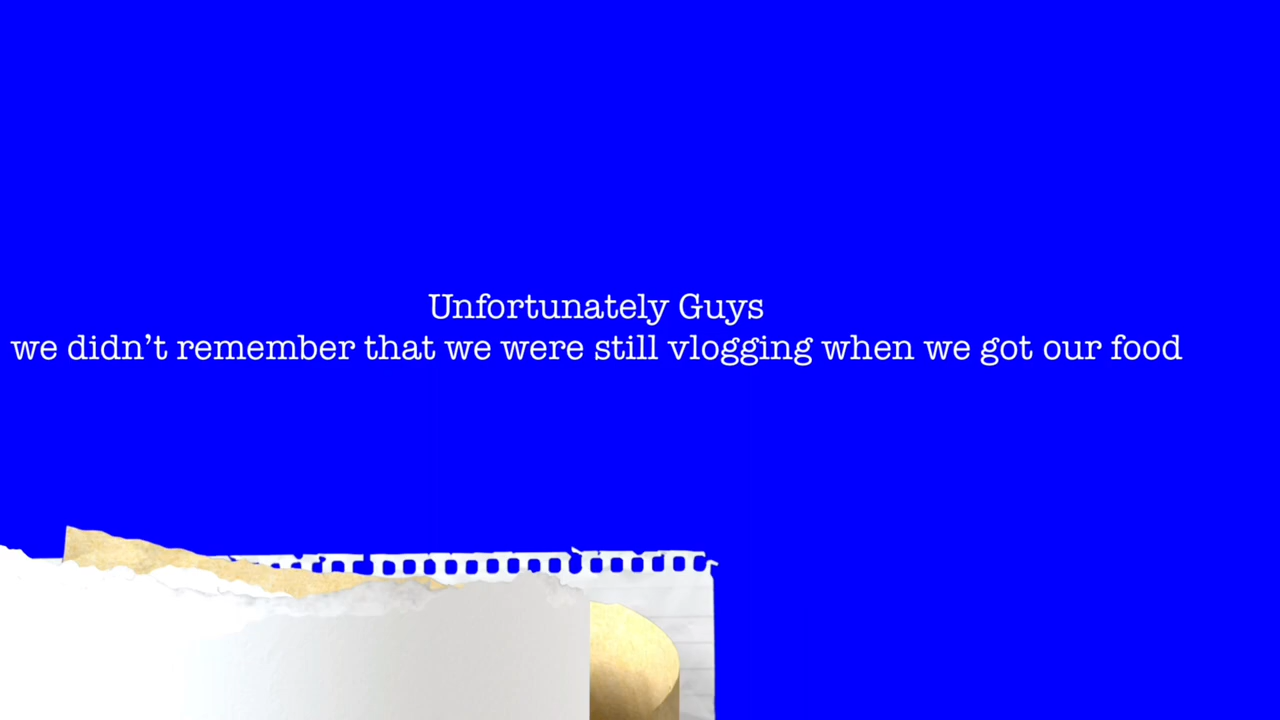 Unfortunately Guys
we didn’t remember that we were still vlogging when we got our food